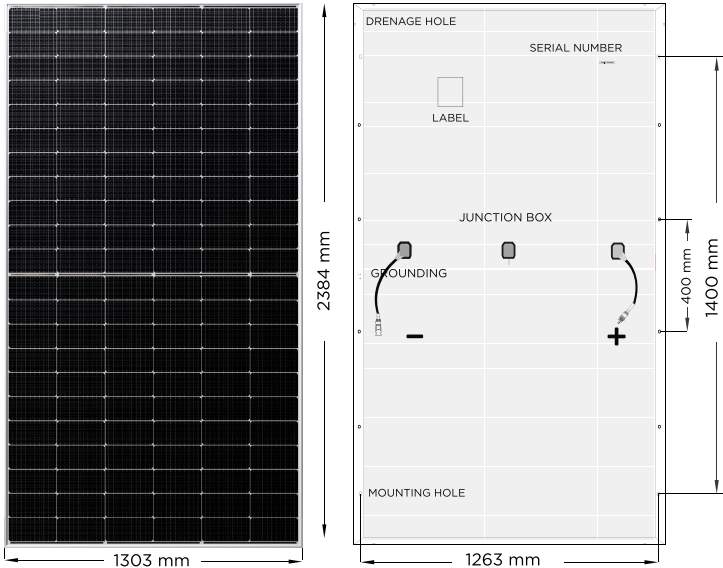 DRENAGE HOLE
SERIAL NUMBER
LABEL
JUNCTION BOX
GROUNDING
2384 mm
400 mm
1400 mm
MOUNTING HOLE
1303 mm
1263 mm